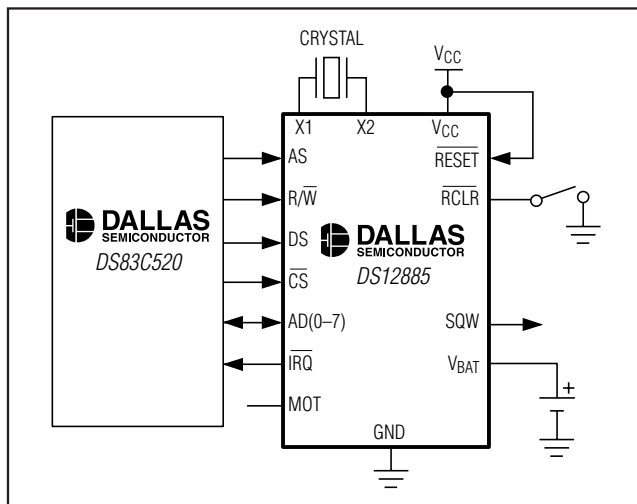 CRYSTAL
VCC
X1 X2 VCC
AS RESET
R/W RCLR
DALLAS
SEMICONDUCTOR
DS83C520
DS
DALLAS
SEMICONDUCTOR
DS12885
CS
AD(0–7) SQW
IRQ VBAT
+
MOT
GND